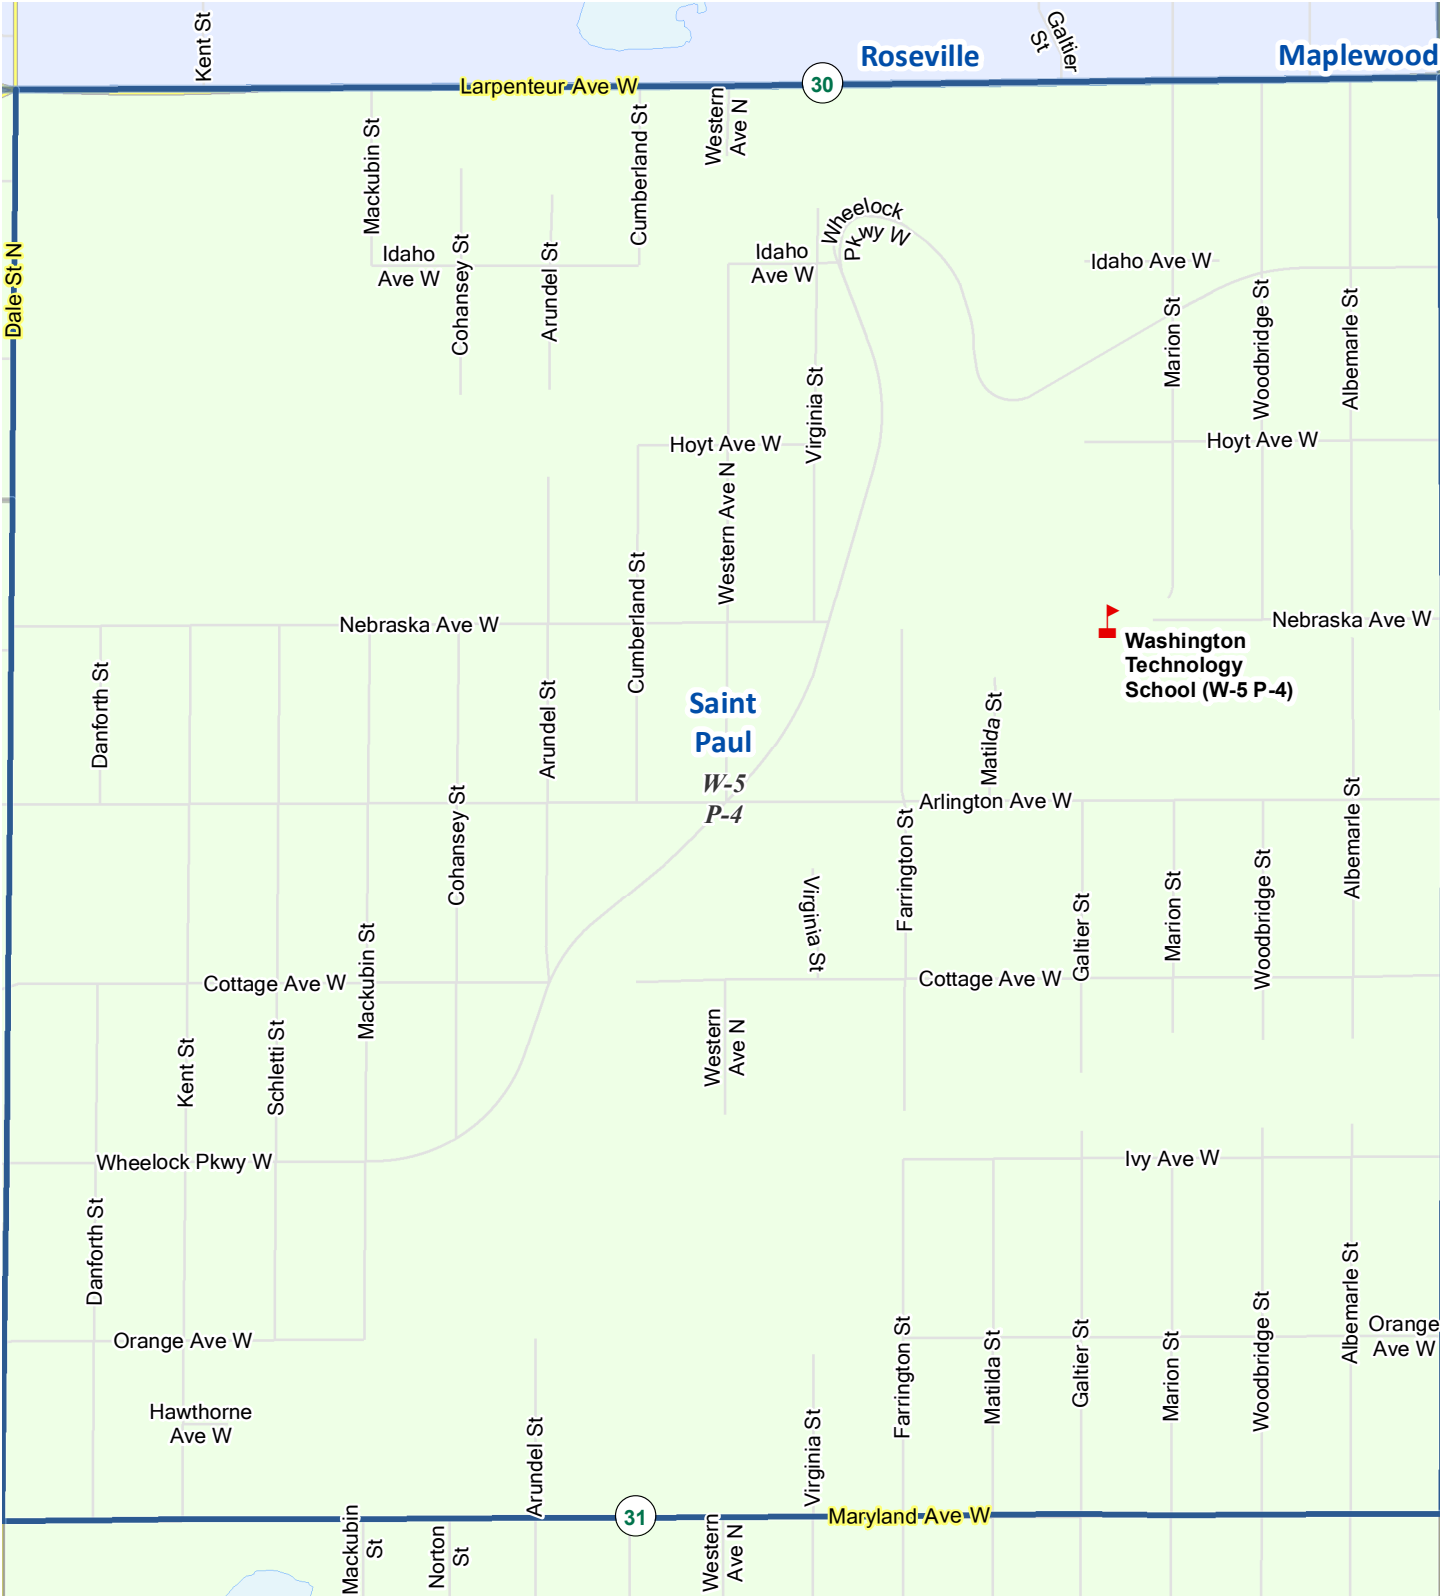 Kent St
Galtier
St
Roseville
Maplewood
Larpenteur Ave W
30
Western
Ave N
Mackubin St
Cumberland St
Wheelock
Pkwy W
Dale St N
Idaho
Ave W
Cohansey St
Arundel St
Idaho
Ave W
Idaho Ave W
Marion St
Woodbridge St
Albemarle St
Virginia St
Hoyt Ave W
Hoyt Ave W
Western Ave N
Cumberland St
Nebraska Ave W
Nebraska Ave W
Washington
Technology
School (W-5 P-4)
Danforth St
Arundel St
Saint
Paul
W-5
P-4
Matilda St
Arlington Ave W
Cohansey St
Farrington St
Albemarle St
Virginia St
Galtier St
Marion St
Woodbridge St
Mackubin St
Cottage Ave W
Cottage Ave W
Western
Ave N
Kent St
Schletti St
Wheelock Pkwy W
Ivy Ave W
Danforth St
Orange Ave W
Farrington St
Matilda St
Galtier St
Marion St
Woodbridge St
Albemarle St
Orange
Ave W
Hawthorne
Ave W
Arundel St
Virginia St
31
Maryland Ave W
Mackubin
St
Norton
St
Western
Ave N